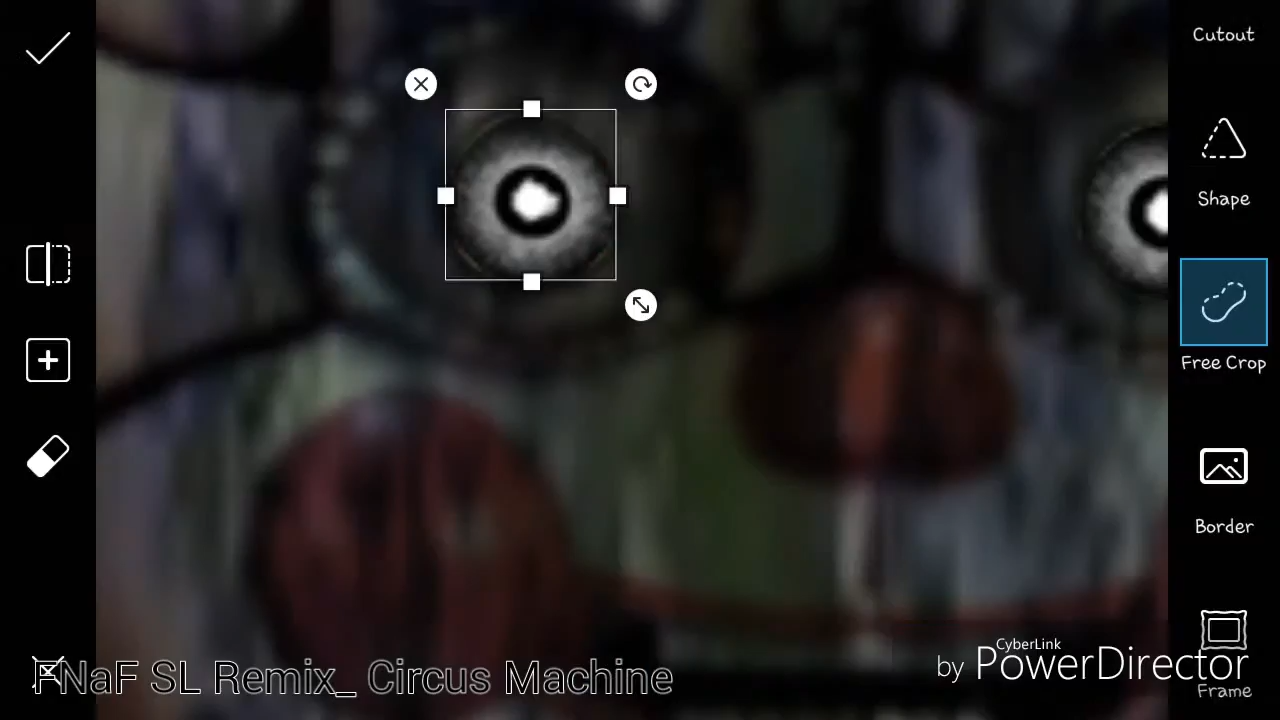 Cutout
Shape
Free Crop
Border
FNaF SL Remix_ Circus Machine
CyberLink
by PowerDirector
Frame